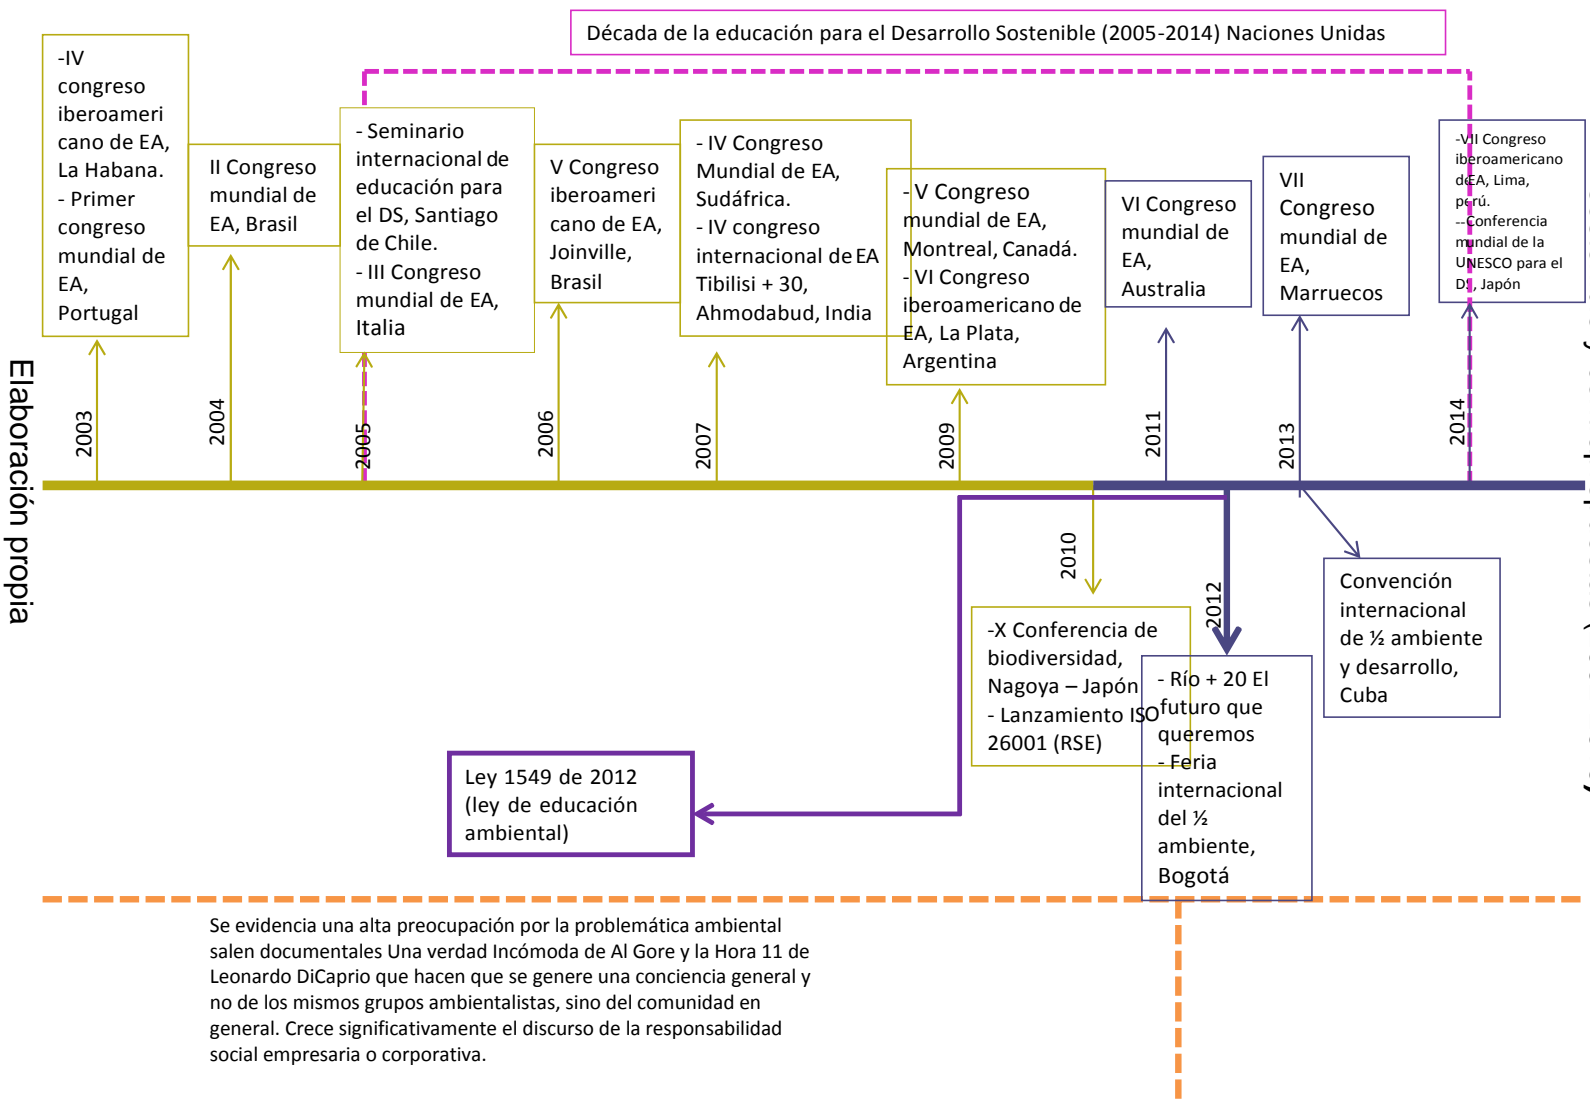 Década de la educación para el Desarrollo Sostenible (2005-2014) Naciones Unidas
-IV
congreso
iberoameri
cano de EA,
La Habana.
- Primer
congreso
mundial de
EA,
Portugal
II Congreso
mundial de
EA, Brasil
- Seminario
internacional de
educación para
el DS, Santiago
de Chile.
- III Congreso
mundial de EA,
Italia
V Congreso
iberoameri
cano de EA,
Joinville,
Brasil
- IV Congreso
Mundial de EA,
Sudáfrica.
- IV congreso
internacional de EA
Tibilisi + 30,
Ahmodabud, India
- V Congreso
mundial de EA,
Montreal, Canadá.
- VI Congreso
iberoamericano de
EA, La Plata,
Argentina
VI Congreso
mundial de
EA,
Australia
VII
Congreso
mundial de
EA,
Marruecos
-VII Congreso
iberoamericano
de EA, Lima,
perú.
--Conferencia
mundial de la
UNESCO para el
DS, Japón
2003
2004
2005
2006
2007
2009
2011
2013
2014
2010
2012
-X Conferencia de
biodiversidad,
Nagoya – Japón
- Lanzamiento ISO
26001 (RSE)
- Río + 20 El
futuro que
queremos
- Feria
internacional
del ½
ambiente,
Bogotá
Convención
internacional
de ½ ambiente
y desarrollo,
Cuba
Ley 1549 de 2012
(ley de educación
ambiental)
Se evidencia una alta preocupación por la problemática ambiental
salen documentales Una verdad Incómoda de Al Gore y la Hora 11 de
Leonardo DiCaprio que hacen que se genere una conciencia general y
no de los mismos grupos ambientalistas, sino del comunidad en
general. Crece significativamente el discurso de la responsabilidad
social empresaria o corporativa.
Elaboración propia